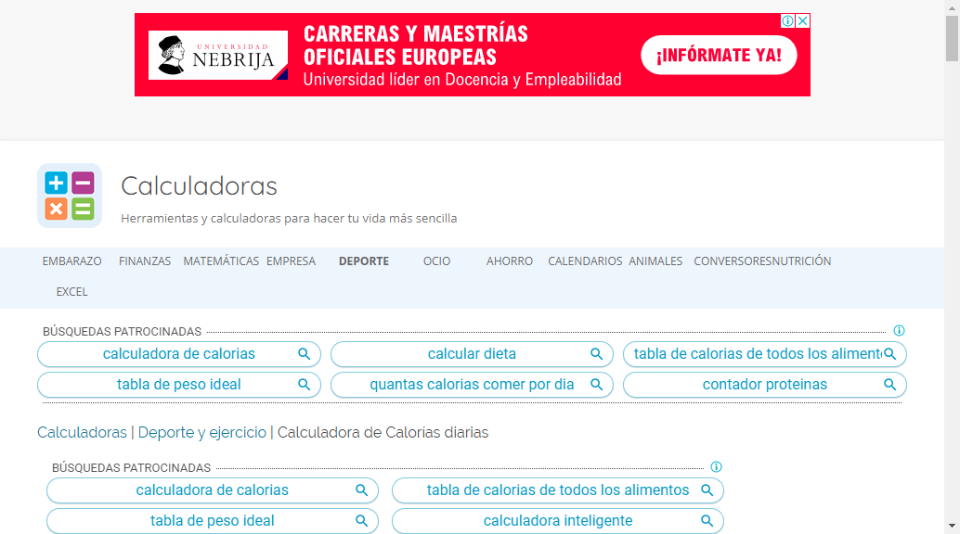 UNIVERSIDAD
NEBRIJA
CARRERAS Y MAESTRÍAS
OFICIALES EUROPEAS
Universidad líder en Docencia y Empleabilidad
¡INFÓRMATE YA!
Calculadoras
Herramientas y calculadoras para hacer tu vida más sencilla
EMBARAZO FINANZAS MATEMÁTICAS EMPRESA DEPORTE OCIO AHORRO CALENDARIOS ANIMALES CONVERSORESNUTRICIÓN
EXCEL
BÚSQUEDAS PATROCINADAS
calculadora de calorias calcular dieta tabla de calorias de todos los aliment
tabla de peso ideal quantas calorias comer por dia contador proteinas
Calculadoras | Deporte y ejercicio | Calculadora de Calorías diarias
BÚSQUEDAS PATROCINADAS
calculadora de calorias tabla de calorias de todos los alimentos
tabla de peso ideal calculadora inteligente